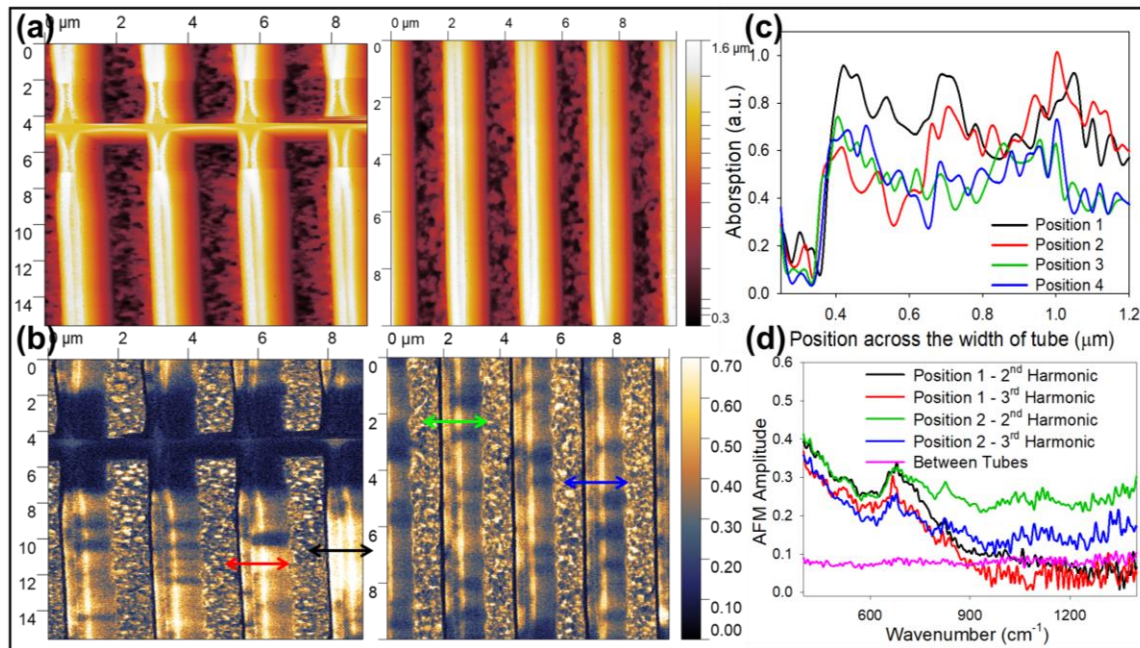 (a)
0 µm 2 4 6 8
0
2
4
6
8
10
12
14
0 µm 2 4 6 8
0
2
4
6
8
1.6 µm
0.3
(b)
0 µm 2 4 6 8
0
2
4
6
8
10
12
14
0 µm 2 4 6 8
0
2
4
6
8
0.70
0.60
0.50
0.40
0.30
0.20
0.10
0.00
(c)
Aborsption (a.u.)
1.0
0.8
0.6
0.4
0.2
0.0
Position 1
Position 2
Position 3
Position 4
0.4 0.6 0.8 1.0 1.2
Position across the width of tube (µm)
(d)
AFM Amplitude
0.6
0.5
0.4
0.3
0.2
0.1
0.0
Position 1 - 2nd Harmonic
Position 1 - 3rd Harmonic
Position 2 - 2nd Harmonic
Position 2 - 3rd Harmonic
Between Tubes
600 900 1200
Wavenumber (cm-1)